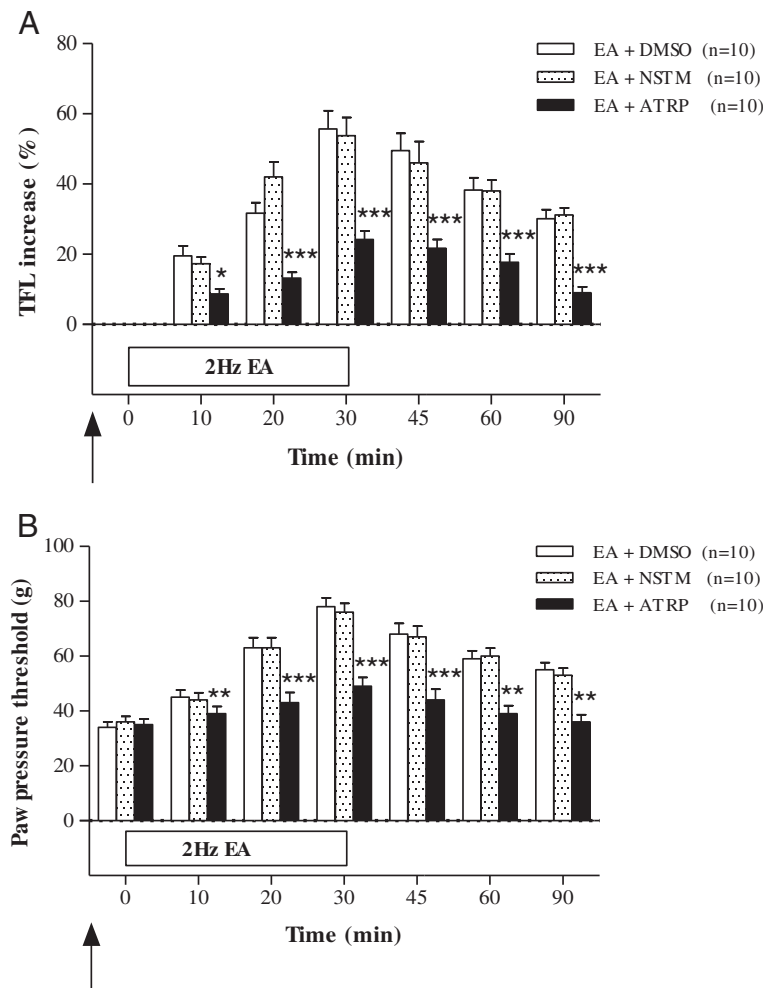 A
80
60
40
20
0
TFL increase (%)
EA + DMSO (n=10)
EA + NSTM (n=10)
EA + ATRP (n=10)
*
***
***
***
***
***
2Hz EA
0 10 20 30 45 60 90
Time (min)
B
100
80
60
40
20
0
Paw pressure threshold (g)
EA + DMSO (n=10)
EA + NSTM (n=10)
EA + ATRP (n=10)
**
***
***
***
**
**
2Hz EA
0 10 20 30 45 60 90
Time (min)